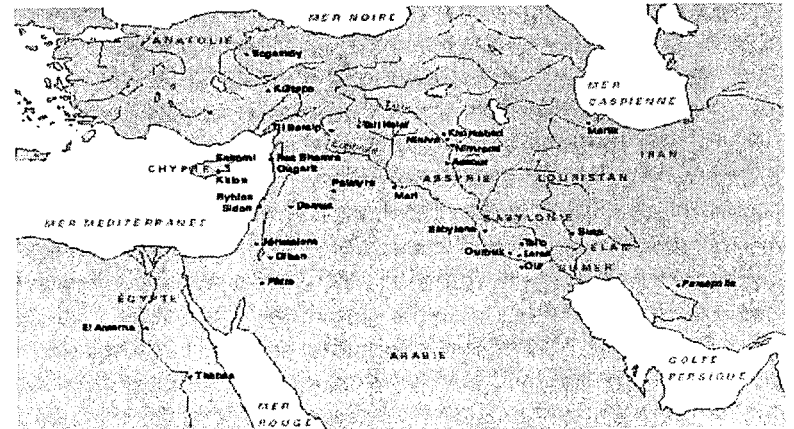 MER NOIRE
ANATOLIE
Bogazköy
Kültepe
MER
CASPIENNE
Til Barsip
Tell Halaf
Khorsabad
Ninive
Nimroud
Assour
Marlik
IRAN
CHYPRE
Enkomi
Kition
Ras Shamra
Ougarit
ASSYRIE
LOURISTAN
Palmyre
Mari
Byblos
Sidon
Damas
MER MEDITERRANEE
BABYLONIE
Babylone
Suse
Tello
ELAM
Larsa
Our
SUMER
Jérusalem
Pétra
Persépolis
EGYPTE
El Amarna
ARABIE
Thèbes
GOLFE
PERSIQUE
MER
ROUGE